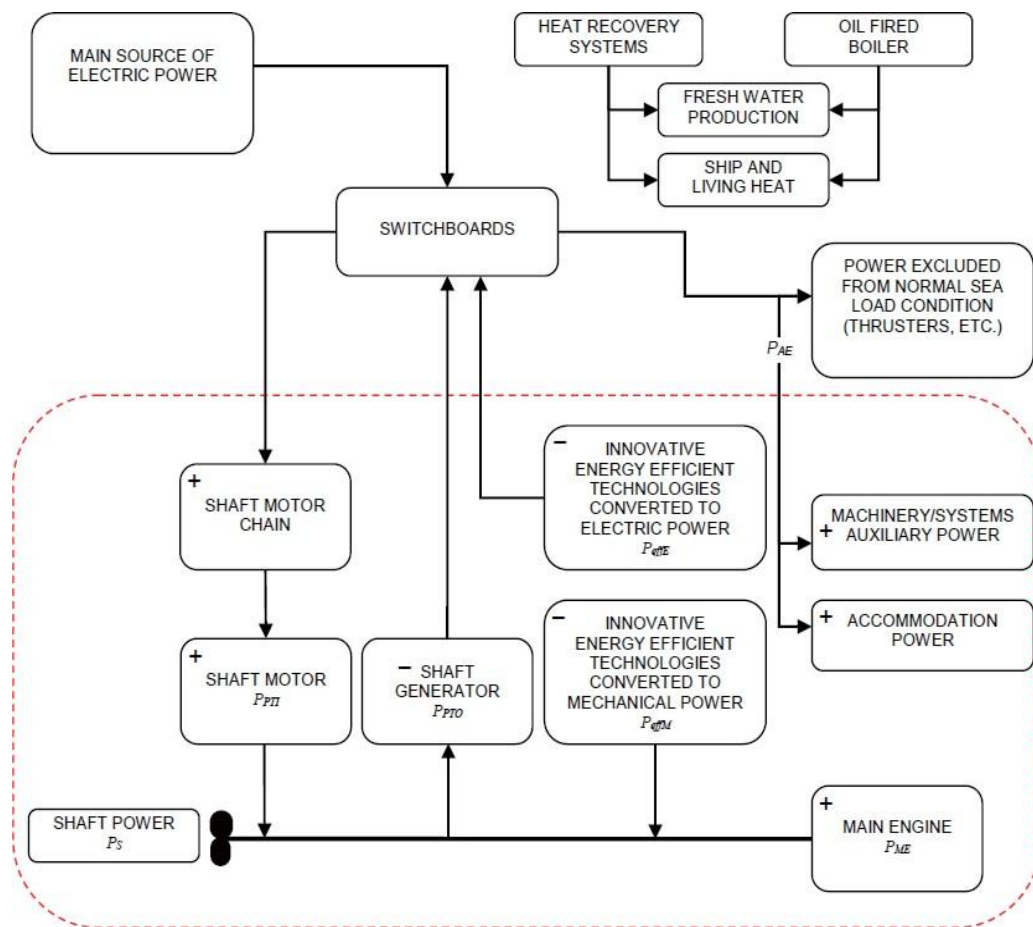 MAIN SOURCE OF
ELECTRIC POWER
HEAT RECOVERY
SYSTEMS
OIL FIRED
BOILER
FRESH WATER
PRODUCTION
SHIP AND
LIVING HEAT
SWITCHBOARDS
POWER EXCLUDED
FROM NORMAL SEA
LOAD CONDITION
(THRUSTERS, ETC.)
PAE
+
SHAFT MOTOR
CHAIN
− INNOVATIVE
ENERGY EFFICIENT
TECHNOLOGIES
CONVERTED TO
ELECTRIC POWER
PeffE
+ MACHINERY/SYSTEMS
AUXILIARY POWER
+ ACCOMMODATION
POWER
+
SHAFT MOTOR
PPTI
− SHAFT
GENERATOR
PPTO
− INNOVATIVE
ENERGY EFFICIENT
TECHNOLOGIES
CONVERTED TO
MECHANICAL POWER
PeffM
SHAFT POWER
PS
+
MAIN ENGINE
PME